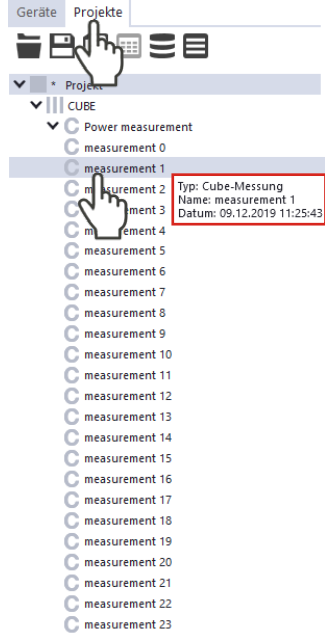 Geräte Projekte
* Projekt
CUBE
Power measurement
measurement 0
measurement 1
measurement 2
measurement 3
measurement 4
measurement 5
measurement 6
measurement 7
measurement 8
measurement 9
measurement 10
measurement 11
measurement 12
measurement 13
measurement 14
measurement 15
measurement 16
measurement 17
measurement 18
measurement 19
measurement 20
measurement 21
measurement 22
measurement 23
Typ: Cube-Messung
Name: measurement 1
Datum: 09.12.2019 11:25:43